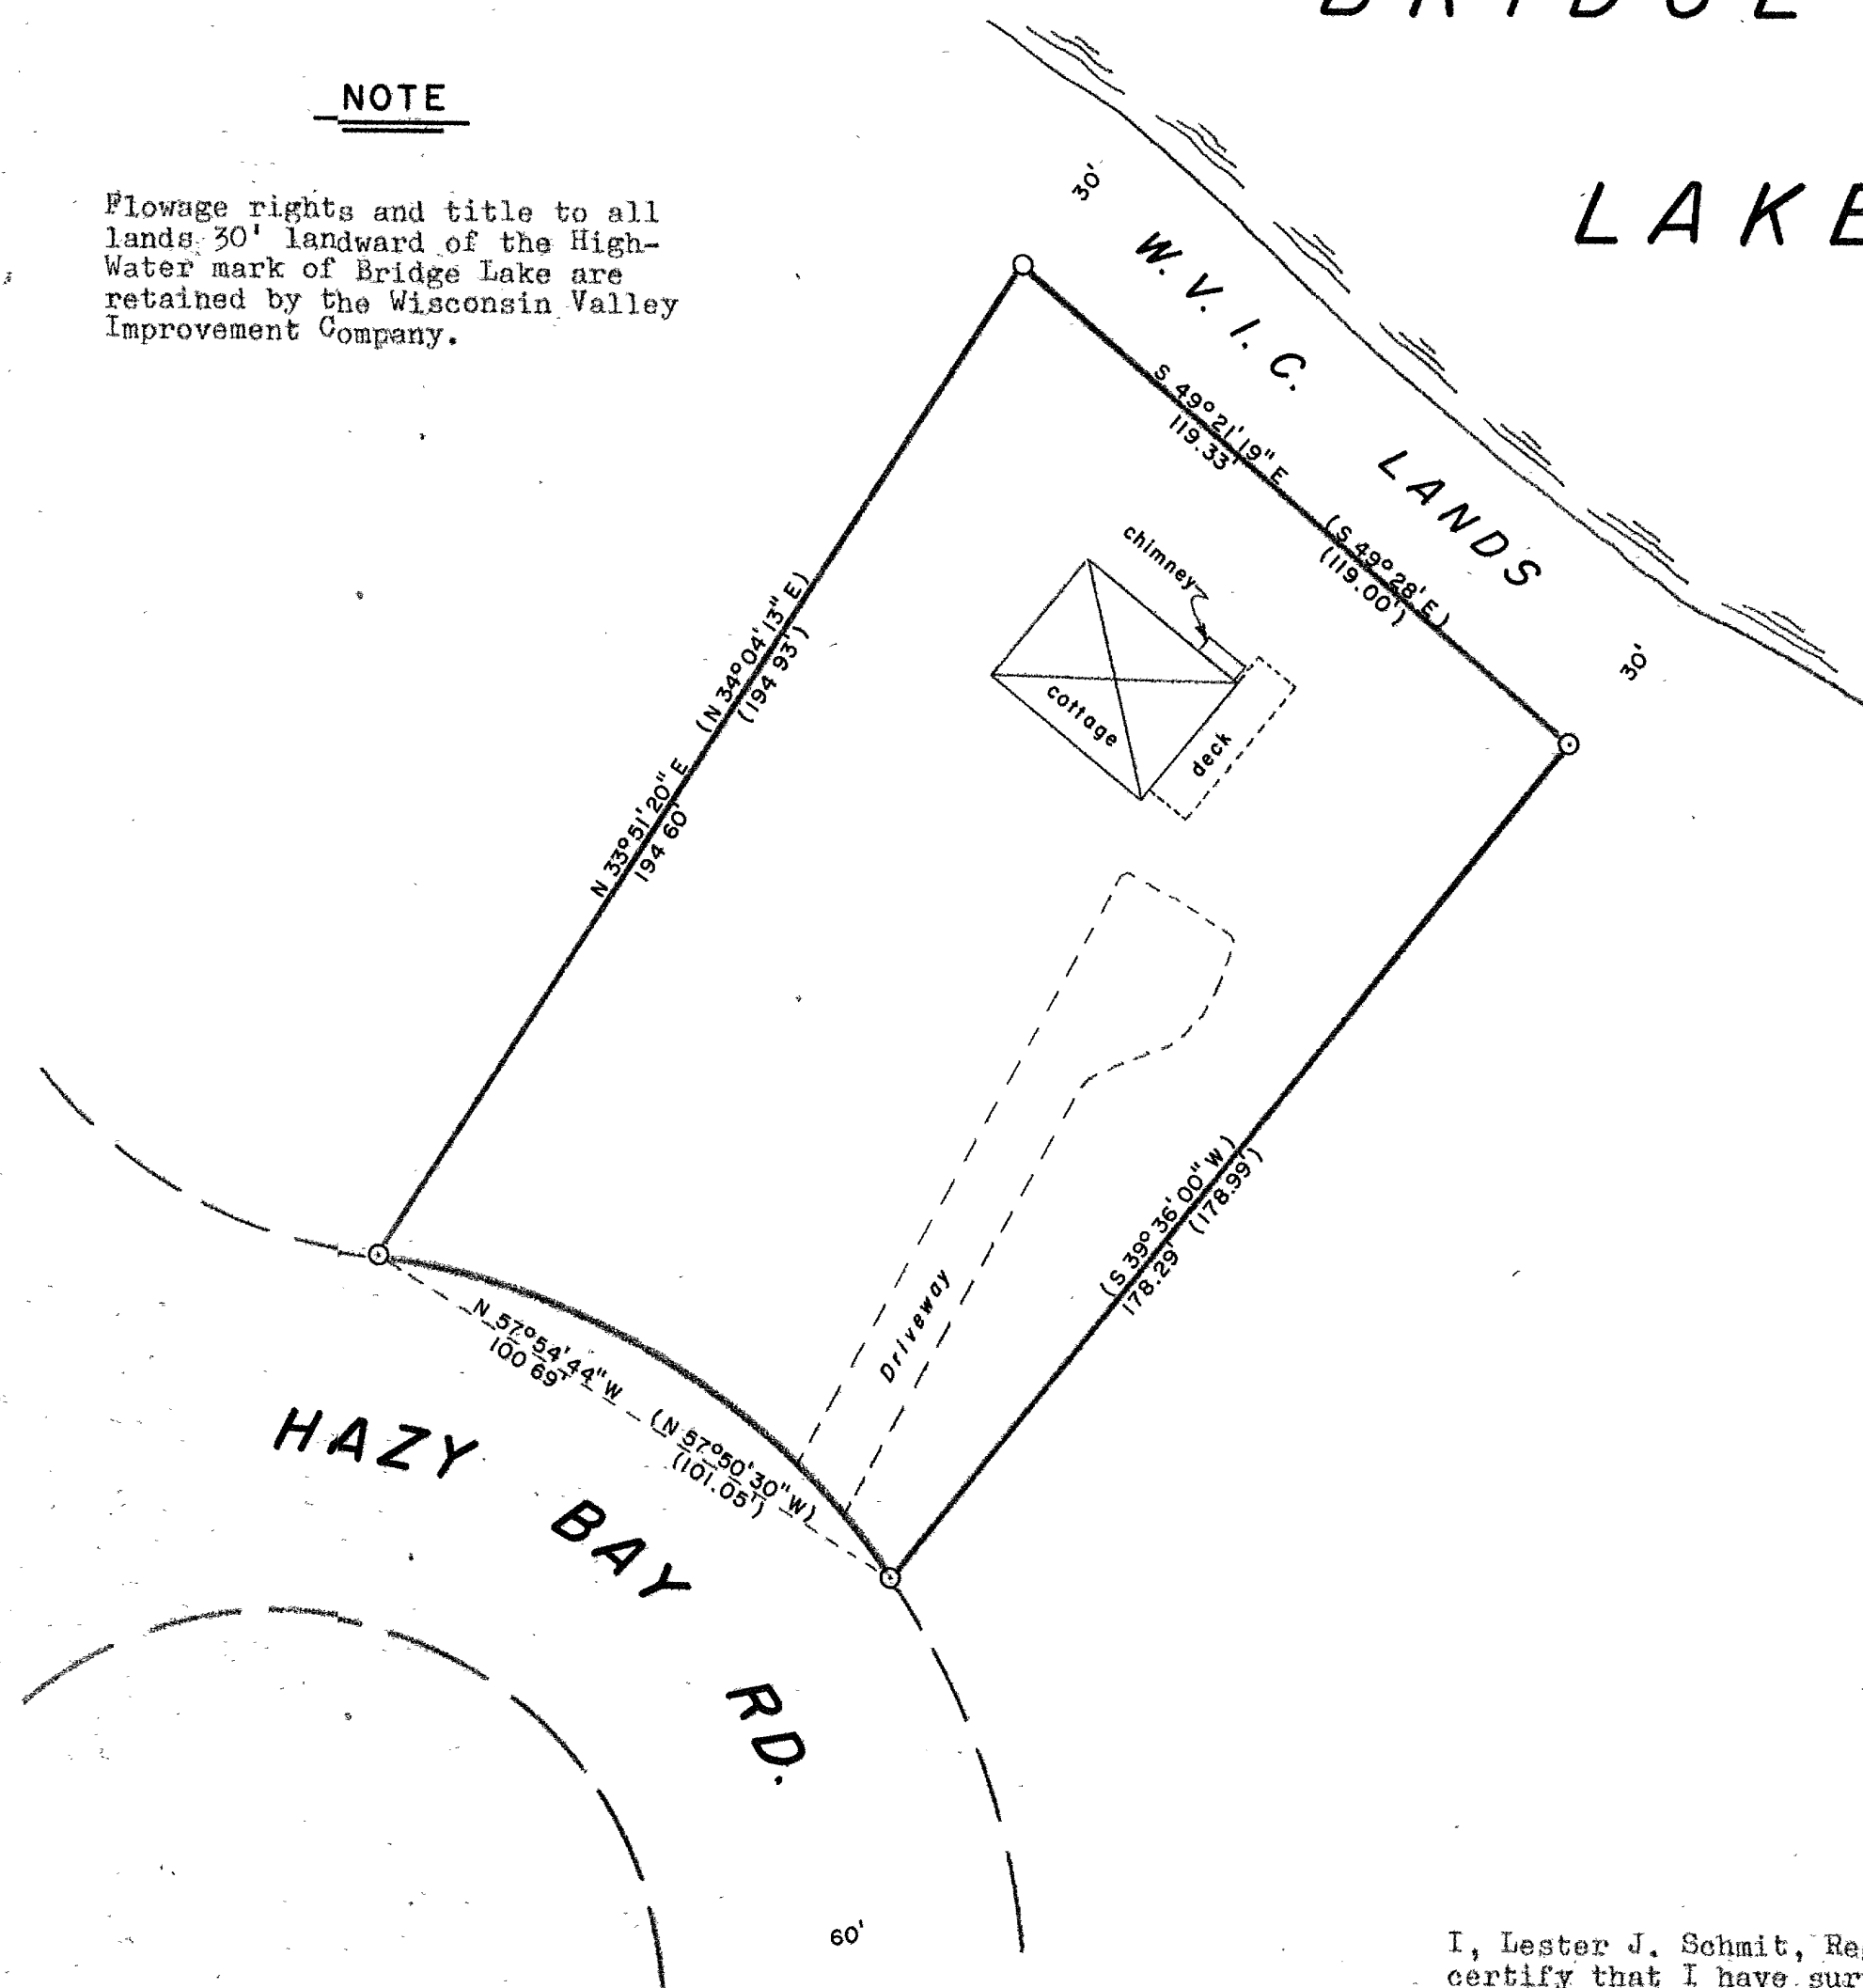 LAKE
NOTE
Flowage rights and title to all
lands 30' landward of the High-
Water mark of Bridge Lake are
retained by the Wisconsin Valley
Improvement Company.
30'
W. V. I. C. LANDS
30'
S 49°21'19" E (S 49°28' E)
119.33' (119.00')
chimney
cottage
deck
N 33°51'20" E (N 34°04'13" E)
194 60' (194 93')
(S 39°36'00" W)
178.29' (178.99')
Driveway
N 57°54'44" W (N 57°50'30" W)
100 69' (101.05')
HAZY BAY RD.
60'
I, Lester J. Schmit,
certify that I have